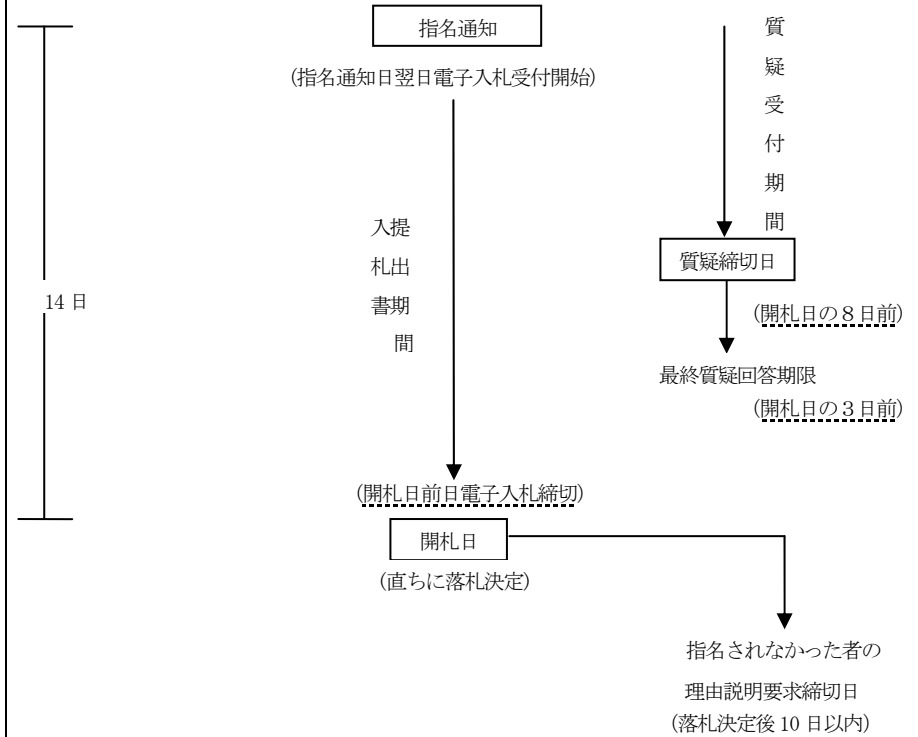 指名通知
(指名通知日翌日電子入札受付開始)
質疑受付期間
入札書
提出期間
質疑締切日
14 日
(開札日の８日前)
最終質疑回答期限
(開札日の３日前)
(開札日前日電子入札締切)
開札日
(直ちに落札決定)
指名されなかった者の
理由説明要求締切日
(落札決定後 10 日以内)